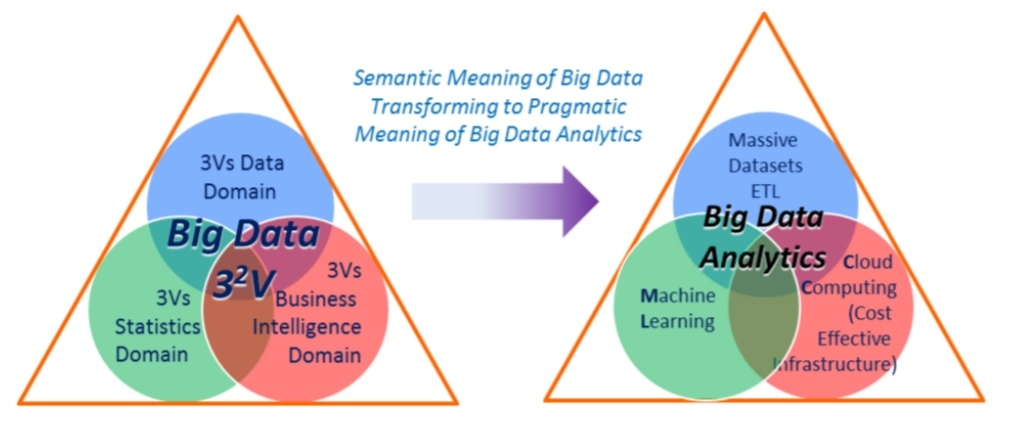 3Vs Data
Domain
Big Data
3²V
3Vs
Statistics
Domain
3Vs
Business
Intelligence
Domain
Semantic Meaning of Big Data
Transforming to Pragmatic
Meaning of Big Data Analytics
Massive
Datasets
ETL
Big Data
Analytics
Machine
Learning
Cloud
Computing
(Cost
Effective
Infrastructure)